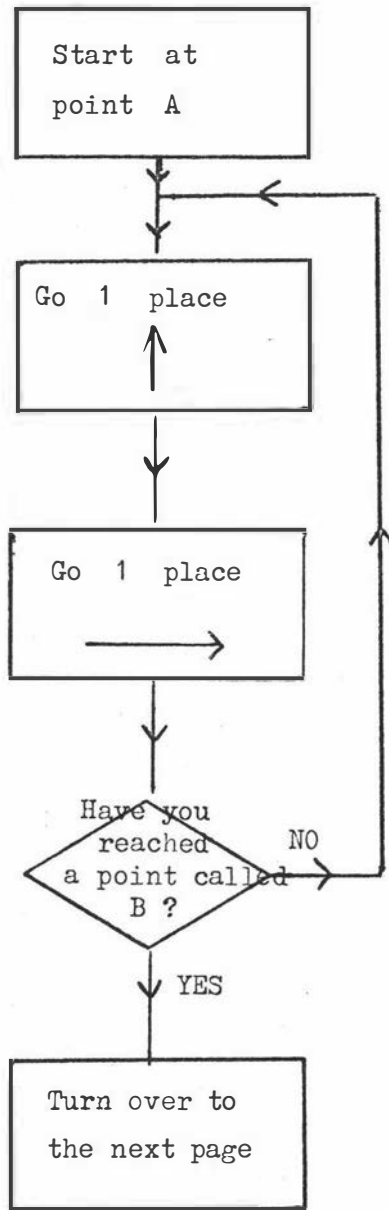 Start at
point A
Go 1 place
Go 1 place
Have you
reached
a point called
B ?
NO
YES
Turn over to
the next page